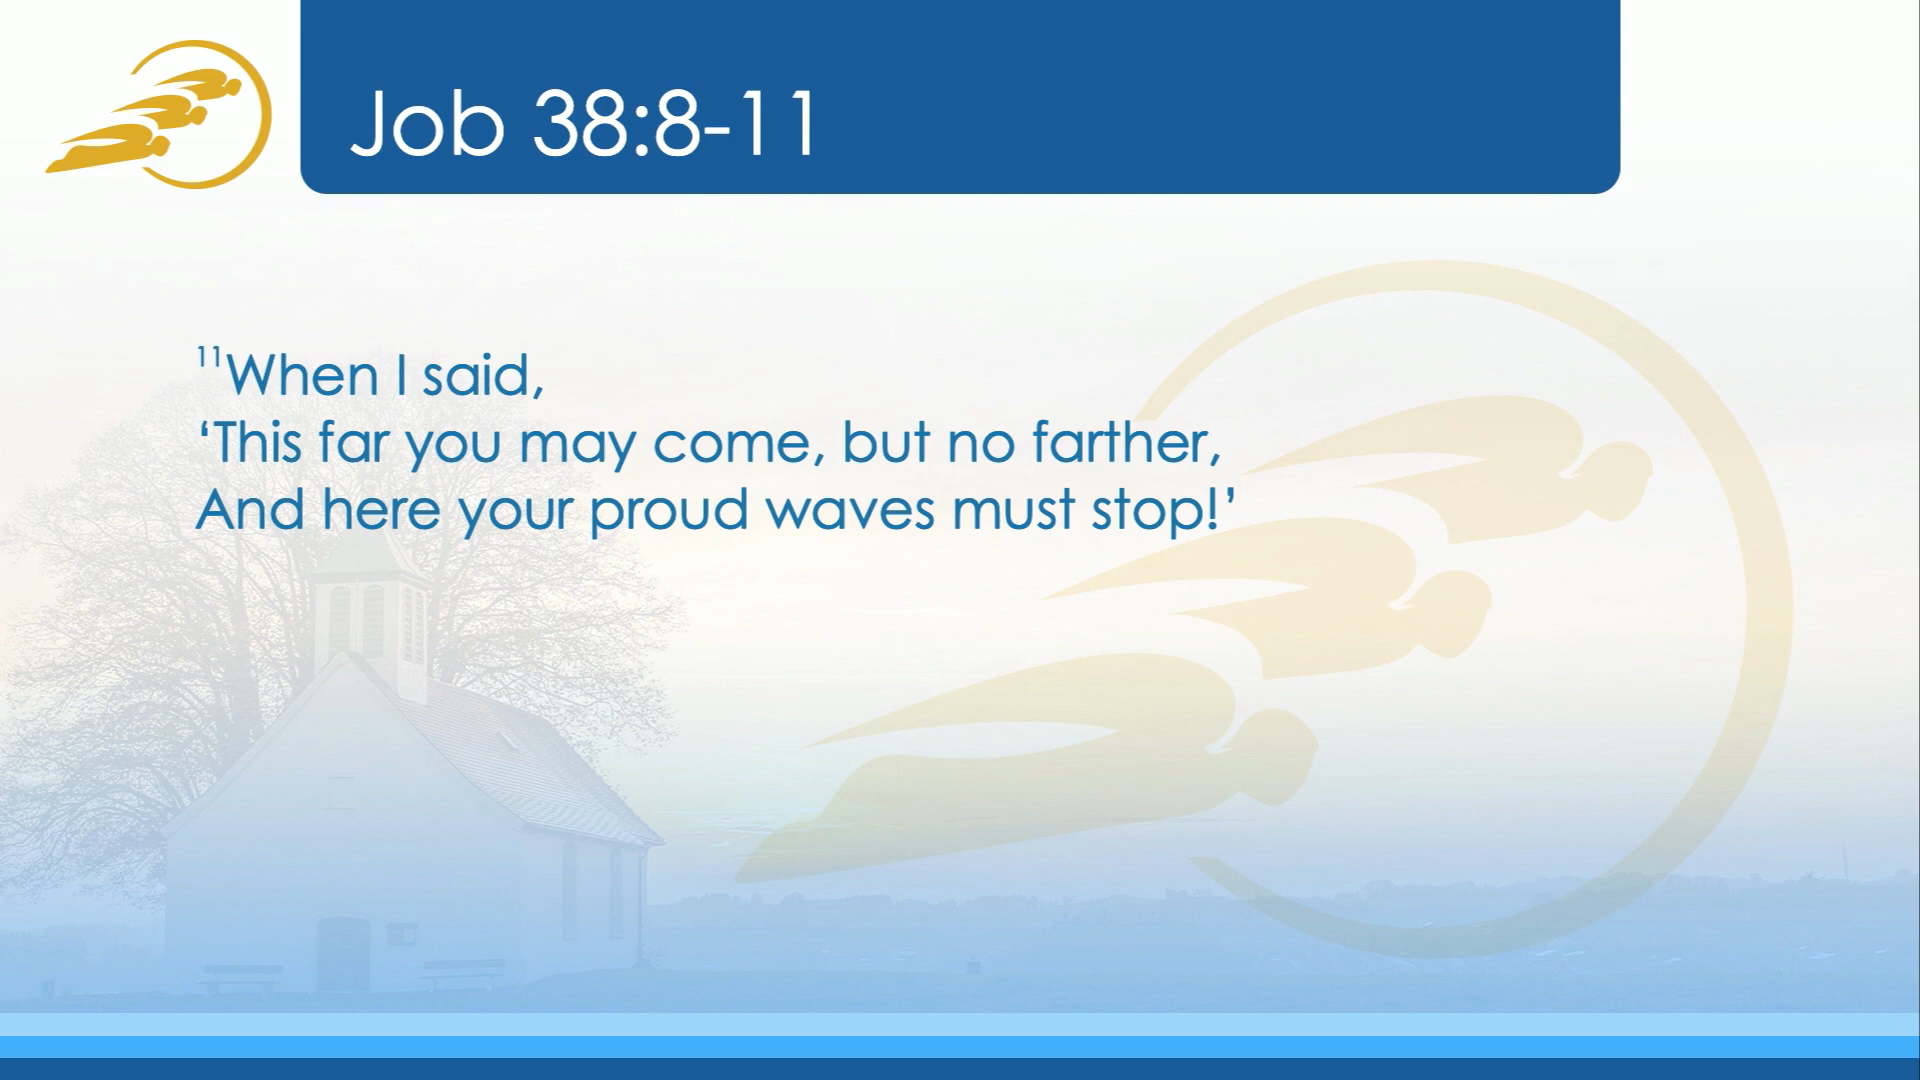 Job 38:8-11
11When I said,
‘This far you may come, but no farther,
And here your proud waves must stop!’